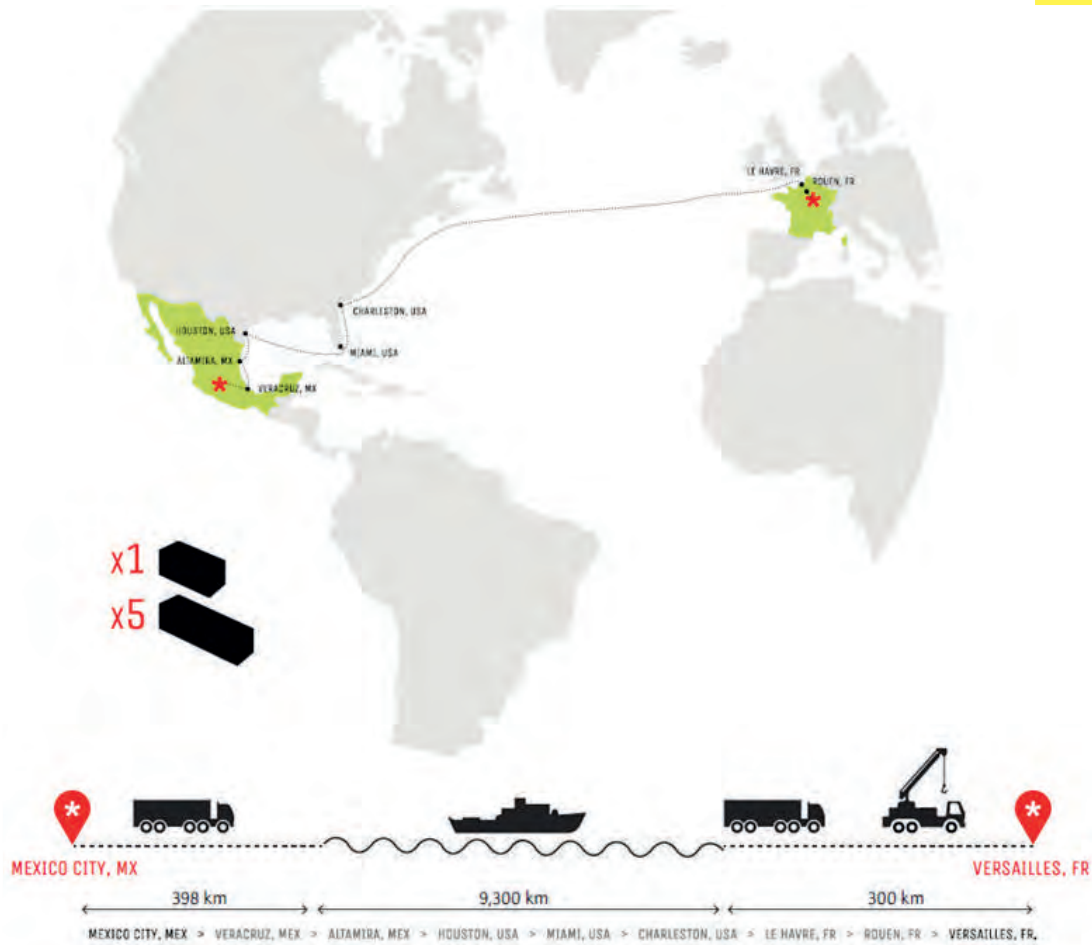 LE HAVRE, FR
ROUEN, FR
*
CHARLESTON, USA
HOUSTON, USA
MIAMI, USA
ALTAMIRA, MX
*
VERACRUZ, MX
x1
x5
*
*
MEXICO CITY, MX
VERSAILLES, FR
398 km
9,300 km
300 km
MEXICO CITY, MEX > VERACRUZ, MEX > ALTAMIRA, MEX > HOUSTON, USA > MIAMI, USA > CHARLESTON, USA > LE HAVRE, FR > ROUEN, FR > VERSAILLES, FR.